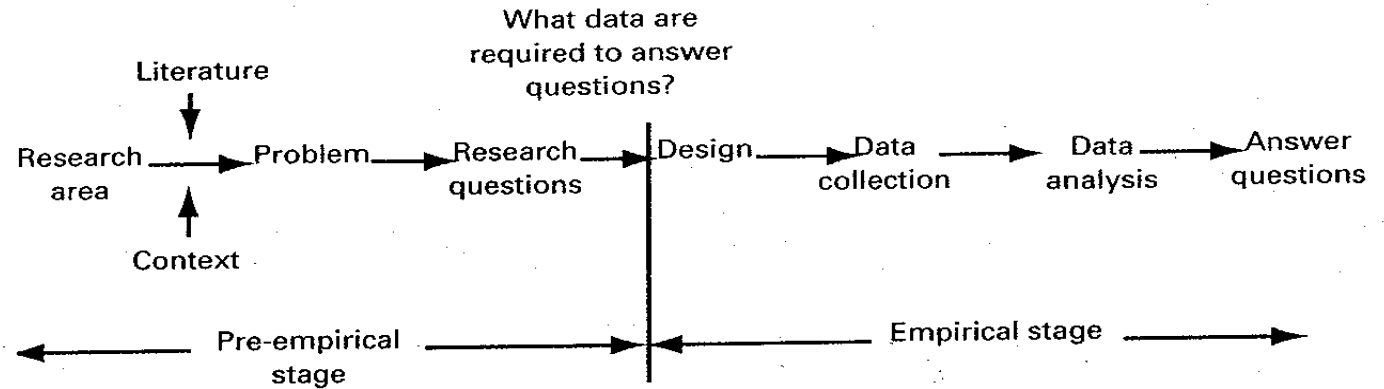 What data are
required to answer
questions?
Literature
Research
area
Problem
Research
questions
Design
Data
collection
Data
analysis
Answer
questions
Context
Pre-empirical
stage
Empirical stage